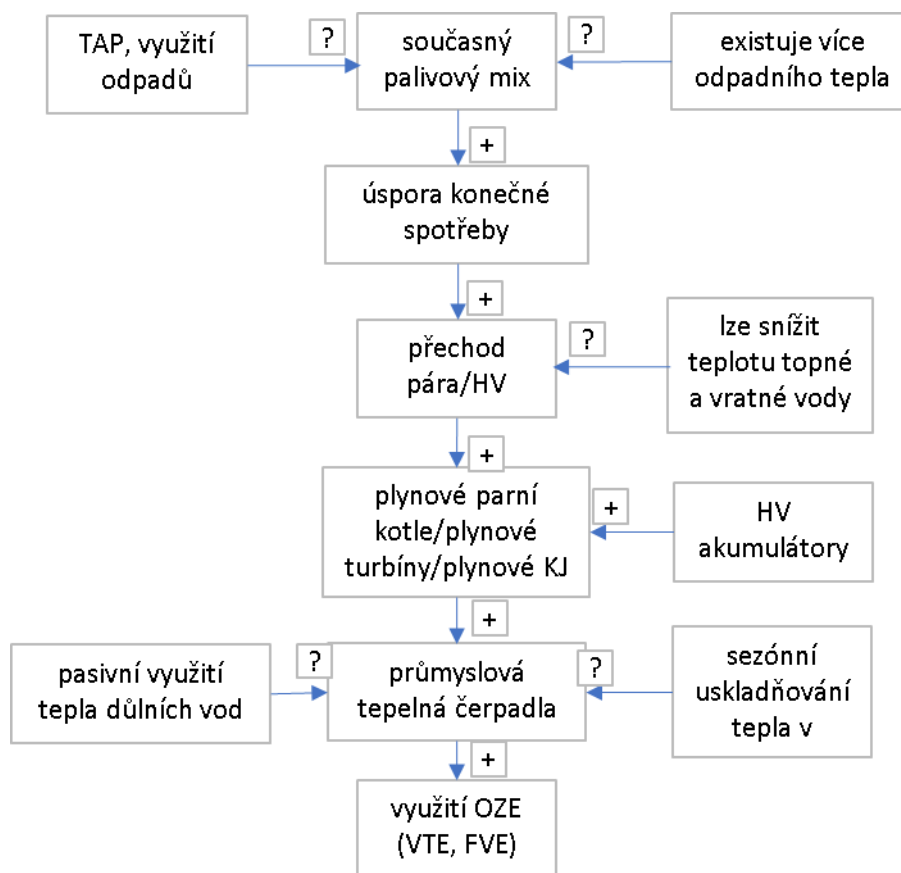 TAP, využití
odpadů
?
současný
palivový mix
?
existuje více
odpadního tepla
+
úspora konečné
spotřeby
+
přechod
pára/HV
?
lze snížit
teplotu topné
a vratné vody
+
plynové parní
kotle/plynové
turbíny/plynové KJ
+
HV
akumulátory
+
pasivní využití
tepla důlních vod
?
průmyslová
tepelná čerpadla
?
sezónní
uskladňování
tepla v
+
využití OZE
(VTE, FVE)